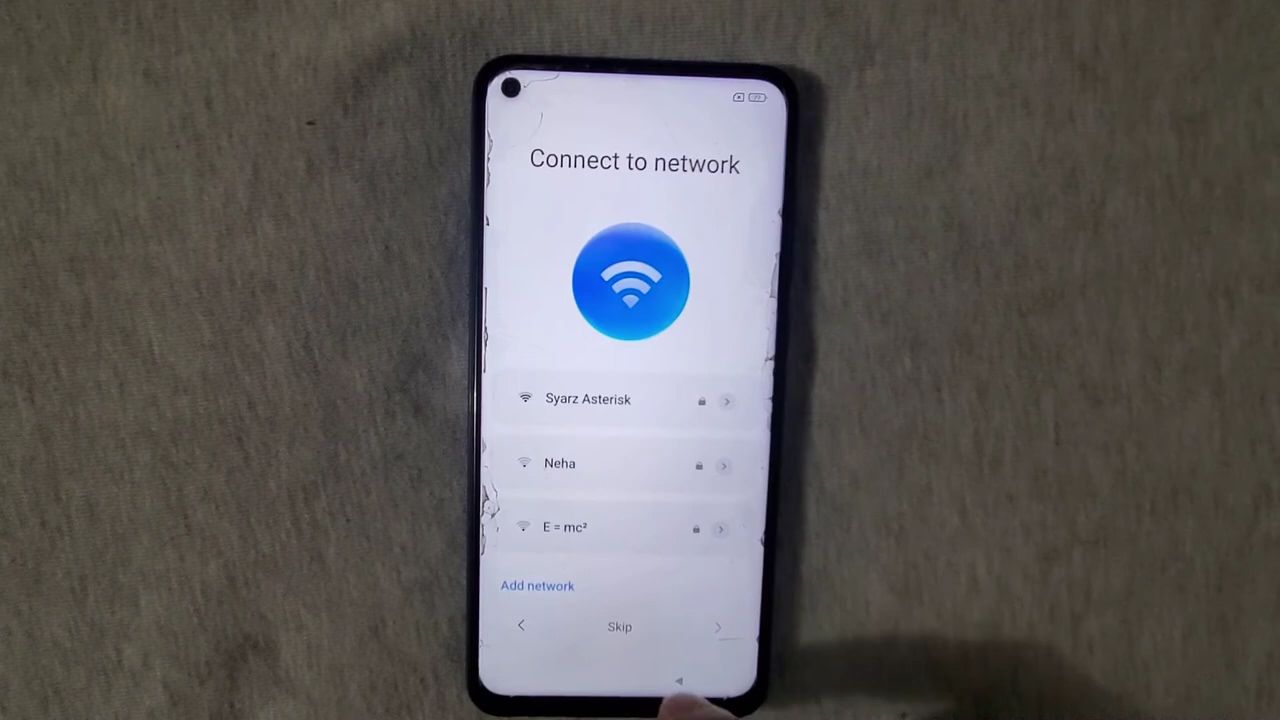 Connect to network
Syarz Asterisk
Neha
E = mc²
Add network
Skip